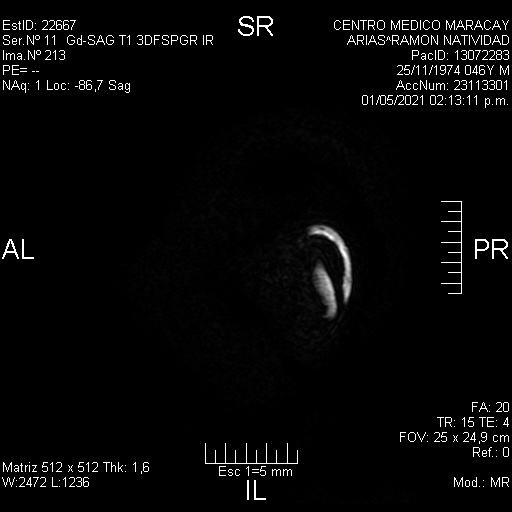 EstID: 22667
Ser.Nº 11 Gd-SAG T1 3DFSPGR IR
Ima.Nº 213
PE= --
NAq: 1 Loc: -86,7 Sag
SR
CENTRO MEDICO MARACAY
ARIAS^RAMON NATIVIDAD
PacID: 13072283
25/11/1974 046Y M
AccNum: 23113301
01/05/2021 02:13:11 p.m.
AL
PR
FA: 20
TR: 15 TE: 4
FOV: 25 x 24,9 cm
Ref.: 0
Mod.: MR
Matriz 512 x 512 Thk: 1,6
W:2472 L:1236
Esc 1=5 mm
IL